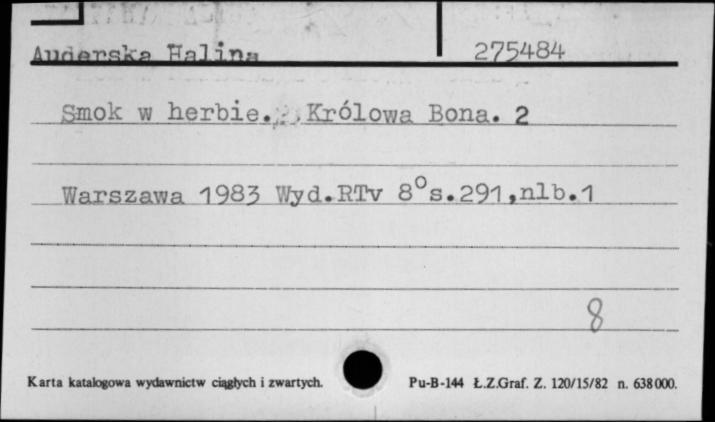 Auderska Halina 275484
Smok w herbie. Królowa Bona. 2
Warszawa 1983 Wyd.RTv 8°s.291,nlb.1
8
Karta katalogowa wydawnictw ciągłych i zwartych. Pu-B-144 Ł.Z.Graf. Z. 120/15/82 n. 638000.